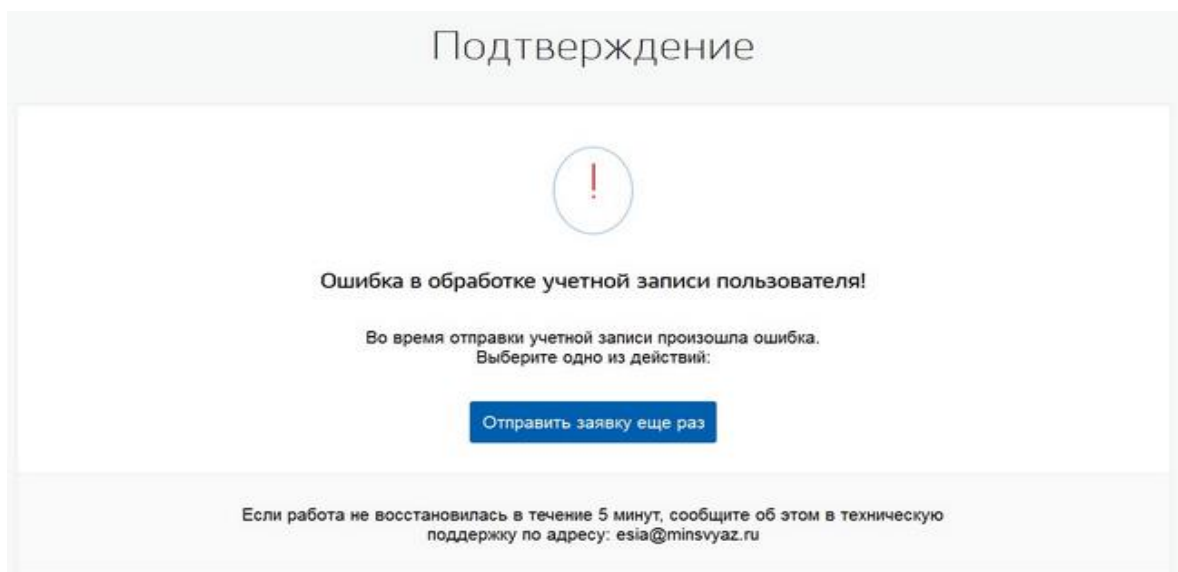 Подтверждение
!
Ошибка в обработке учетной записи пользователя!
Во время отправки учетной записи произошла ошибка.
Выберите одно из действий:
Отправить заявку еще раз
Если работа не восстановилась в течение 5 минут, сообщите об этом в техническую
поддержку по адресу: esia@minsvyaz.ru